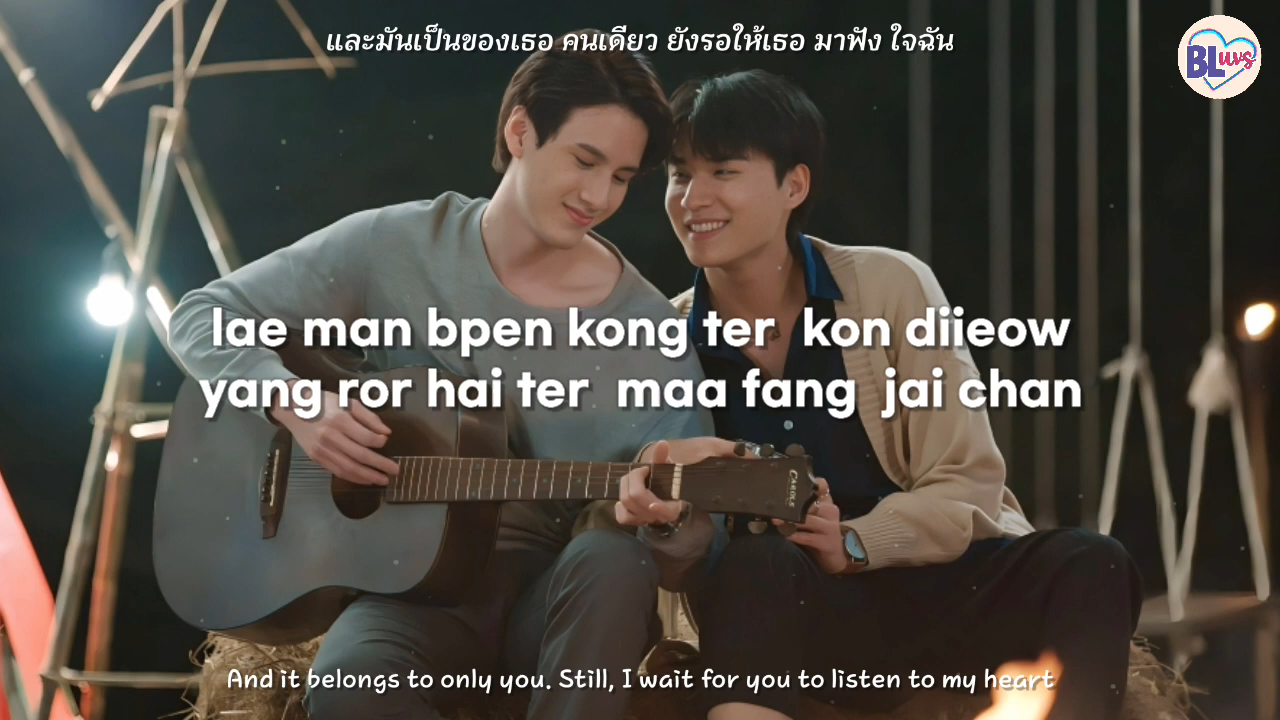 และมันเป็นของเธอ คนเดียว ยังรอให้เธอ มาฟัง ใจฉัน
BLuvs
lae man bpen kong ter kon diieow
yang ror hai ter maa fang jai chan
CAROLS
And it belongs to only you. Still, I wait for you to listen to my heart